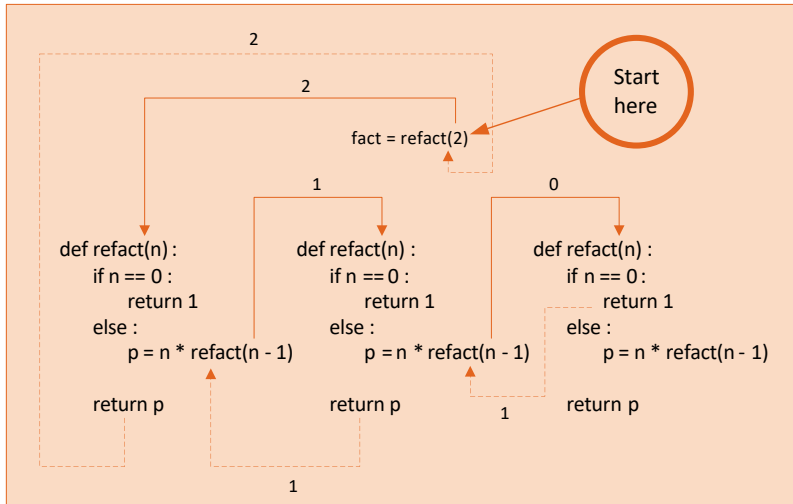 2
2
Start
here
fact = refact(2)
1
0
def refact(n) :
if n == 0 :
return 1
else :
p = n * refact(n - 1)
return p
def refact(n) :
if n == 0 :
return 1
else :
p = n * refact(n - 1)
return p
def refact(n) :
if n == 0 :
return 1
else :
p = n * refact(n - 1)
return p
1
1